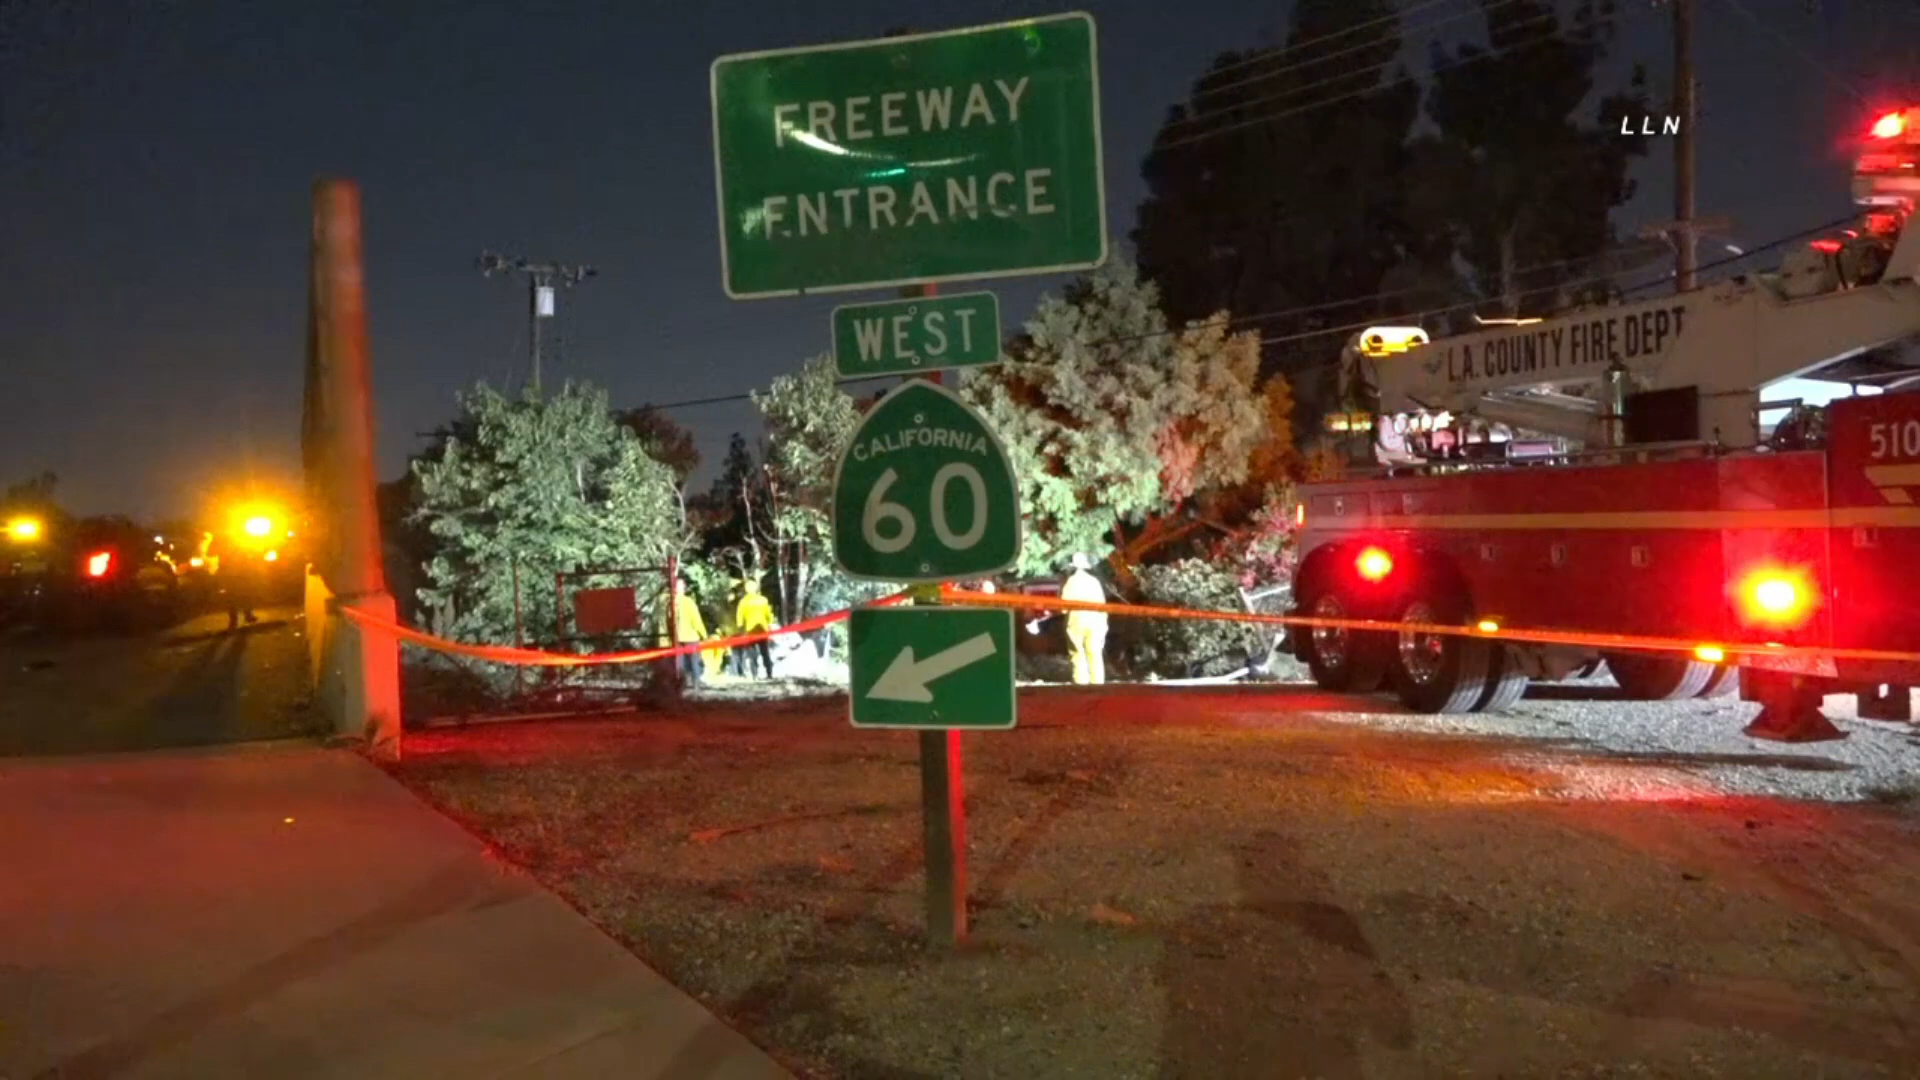 FREEWAY
ENTRANCE
LLN
WEST
L.A. COUNTY FIRE DEPT
CALIFORNIA
60
510